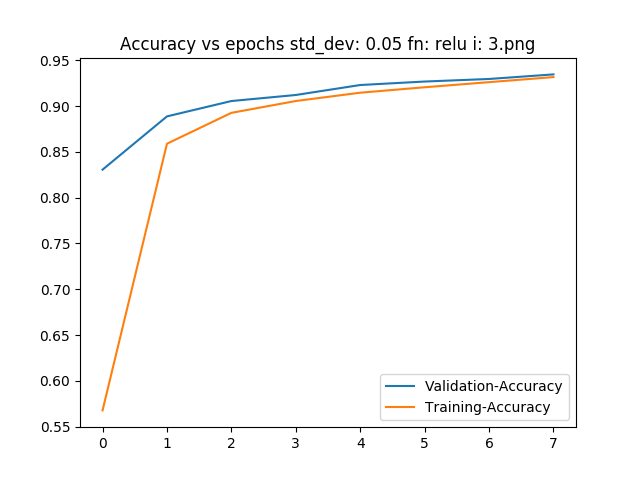 Accuracy vs epochs std_dev: 0.05 fn: relu i: 3.png
0.95
0.90
0.85
0.80
0.75
0.70
0.65
0.60
0.55
Validation-Accuracy
Training-Accuracy
0 1 2 3 4 5 6 7